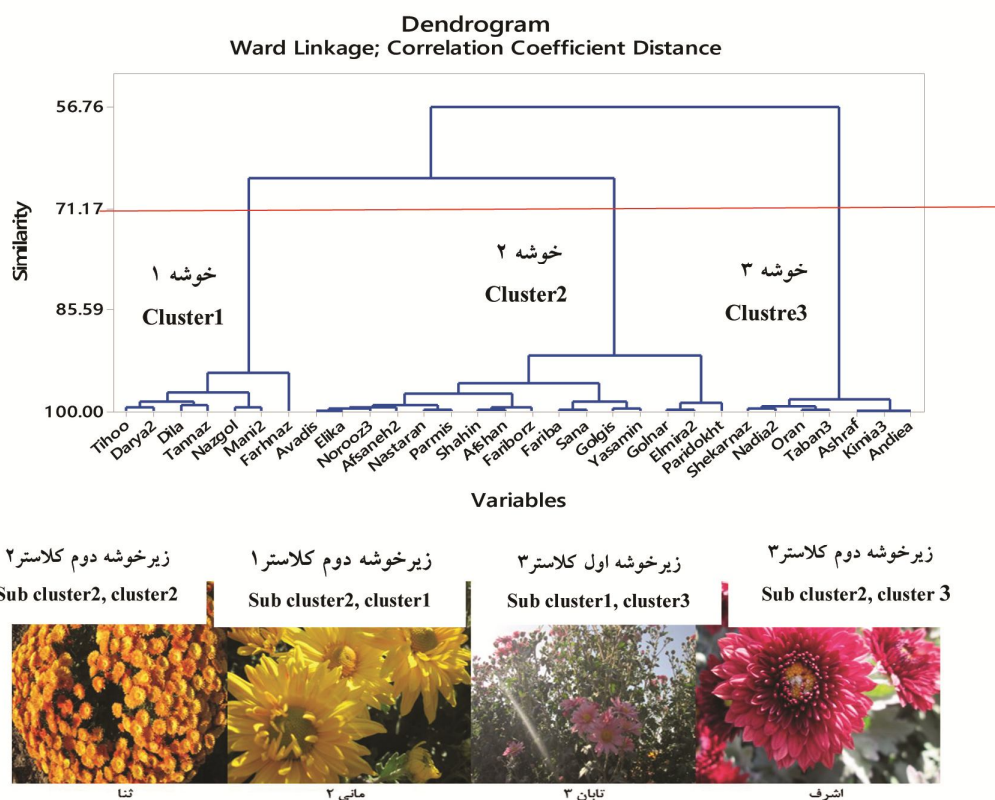 Dendrogram
Ward Linkage; Correlation Coefficient Distance
Similarity
56.76
71.17
85.59
100.00
خوشه ۱
Cluster1
خوشه ۲
Cluster2
خوشه ۳
Clustre3
Tihoo
Darya2
Dila
Tannaz
Nazgol
Mani2
Farhnaz
Avadis
Elika
Norooz3
Afsaneh2
Nastaran
Parmis
Shahin
Afshan
Fariborz
Fariba
Sana
Golgis
Yasamin
Golnar
Elmira2
Paridokht
Shekarnaz
Nadia2
Oran
Taban3
Ashraf
Kimia3
Andiea
Variables
زیرخوشه دوم کلاستر۲
Sub cluster2, cluster2
زیرخوشه دوم کلاستر۱
Sub cluster2, cluster1
زیرخوشه اول کلاستر۳
Sub cluster1, cluster3
زیرخوشه دوم کلاستر۳
Sub cluster2, cluster 3
ثنا
مانی ۲
تابان ۳
اشرف